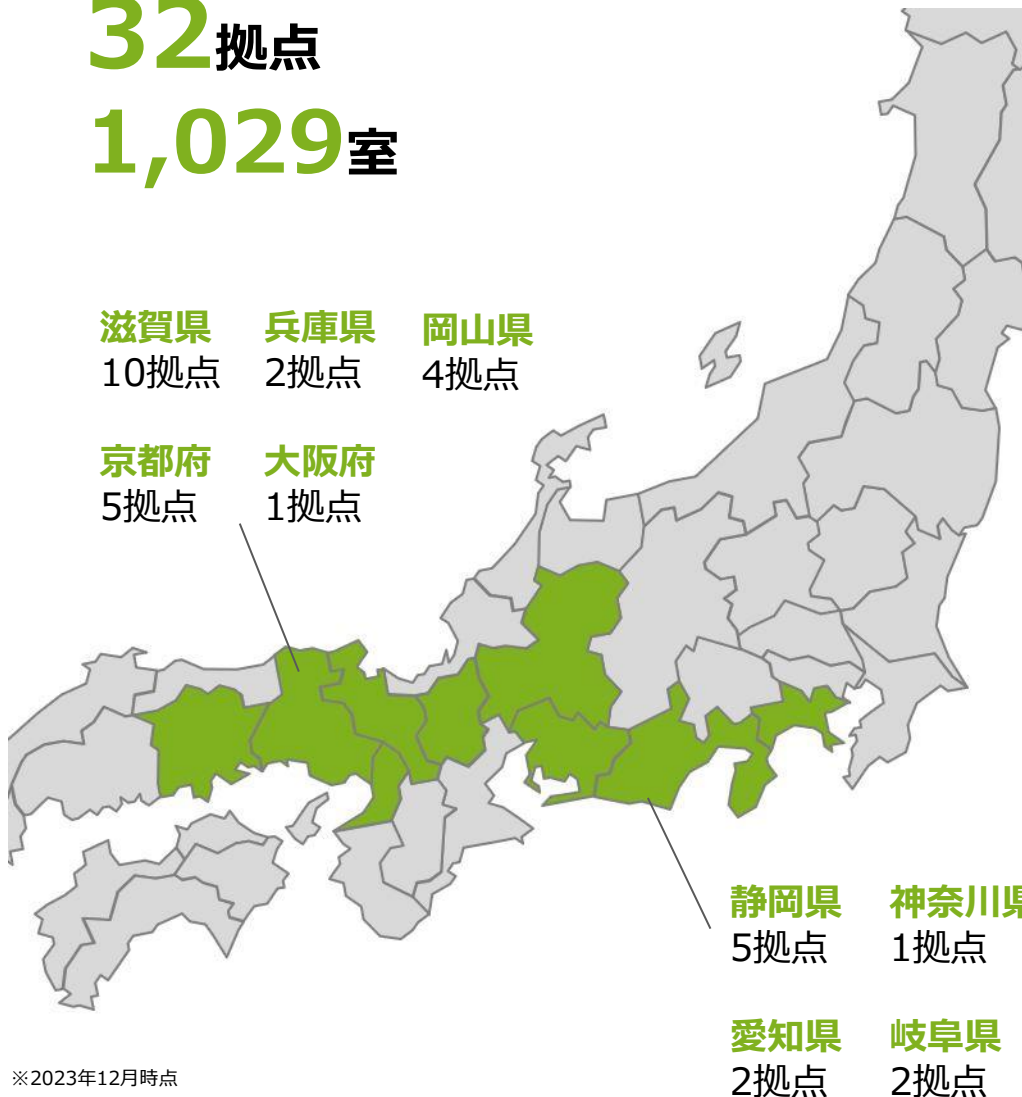 32拠点
1,029室
滋賀県 兵庫県 岡山県
10拠点 2拠点 4拠点
京都府 大阪府
5拠点 1拠点
静岡県 神奈川県
5拠点 1拠点
愛知県 岐阜県
2拠点 2拠点
※2023年12月時点